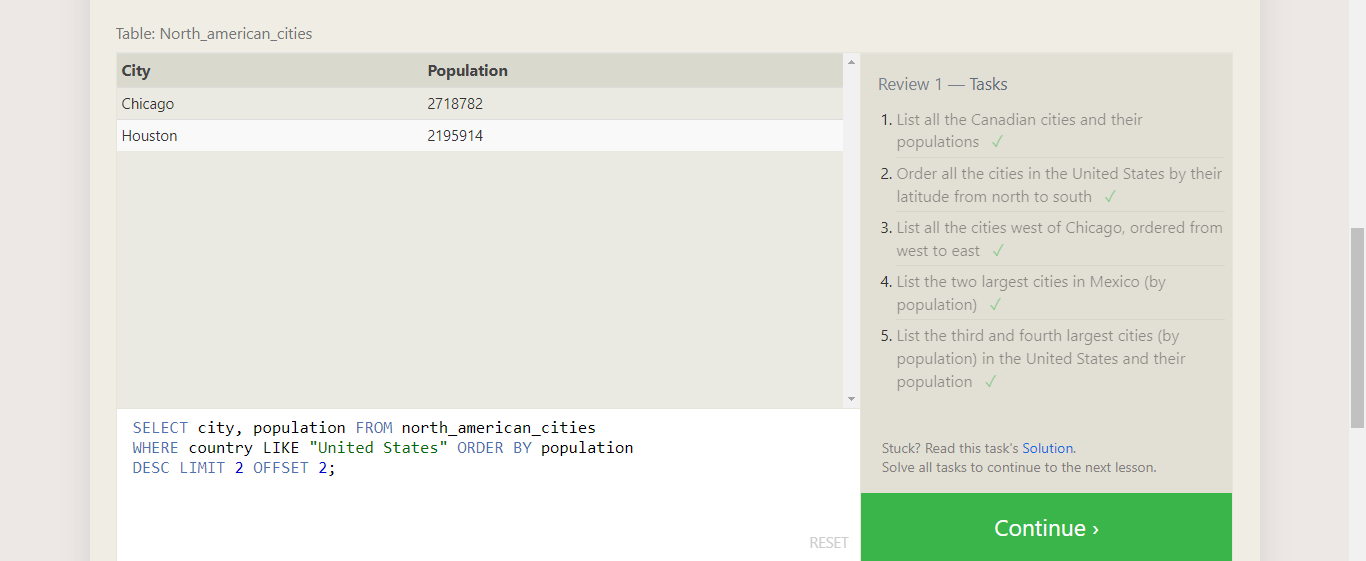 Table: North_american_cities
City Population
Chicago 2718782
Houston 2195914
SELECT city, population FROM north_american_cities
WHERE country LIKE "United States" ORDER BY population
DESC LIMIT 2 OFFSET 2;
RESET
Review 1 — Tasks
1. List all the Canadian cities and their
populations ✓
2. Order all the cities in the United States by their
latitude from north to south ✓
3. List all the cities west of Chicago, ordered from
west to east ✓
4. List the two largest cities in Mexico (by
population) ✓
5. List the third and fourth largest cities (by
population) in the United States and their
population ✓
Stuck? Read this task's Solution.
Solve all tasks to continue to the next lesson.
Continue ›